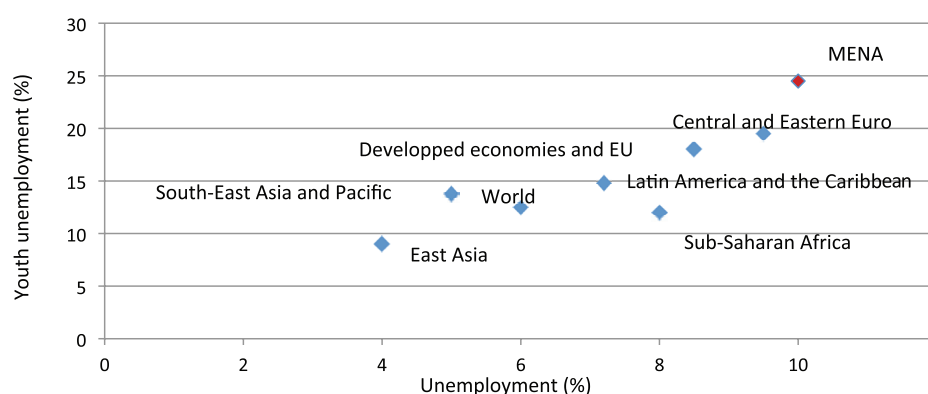 30
MENA
25
Central and Eastern Euro
20
Developped economies and EU
15
Latin America and the Caribbean
South-East Asia and Pacific
World
10
Sub-Saharan Africa
East Asia
5
0
Youth unemployment (%)
0 2 4 6 8 10
Unemployment (%)